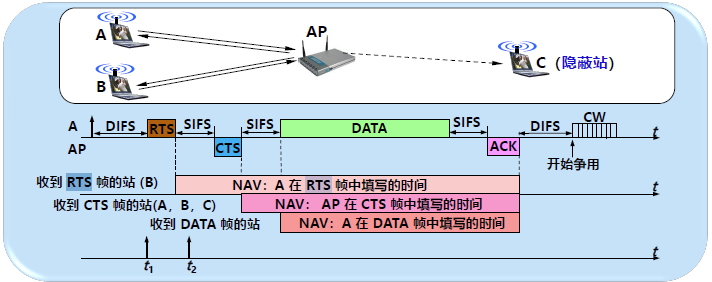 A
AP
B
C（隐蔽站）
A
DIFS
RTS
SIFS
SIFS
DATA
SIFS
DIFS
CW
t
AP
CTS
ACK
开始争用
收到 RTS 帧的站 (B)
NAV：A 在 RTS 帧中填写的时间
t
收到 CTS 帧的站(A，B，C)
NAV： AP 在 CTS 帧中填写的时间
收到 DATA 帧的站
NAV：A 在 DATA 帧中填写的时间
t
t1
t2